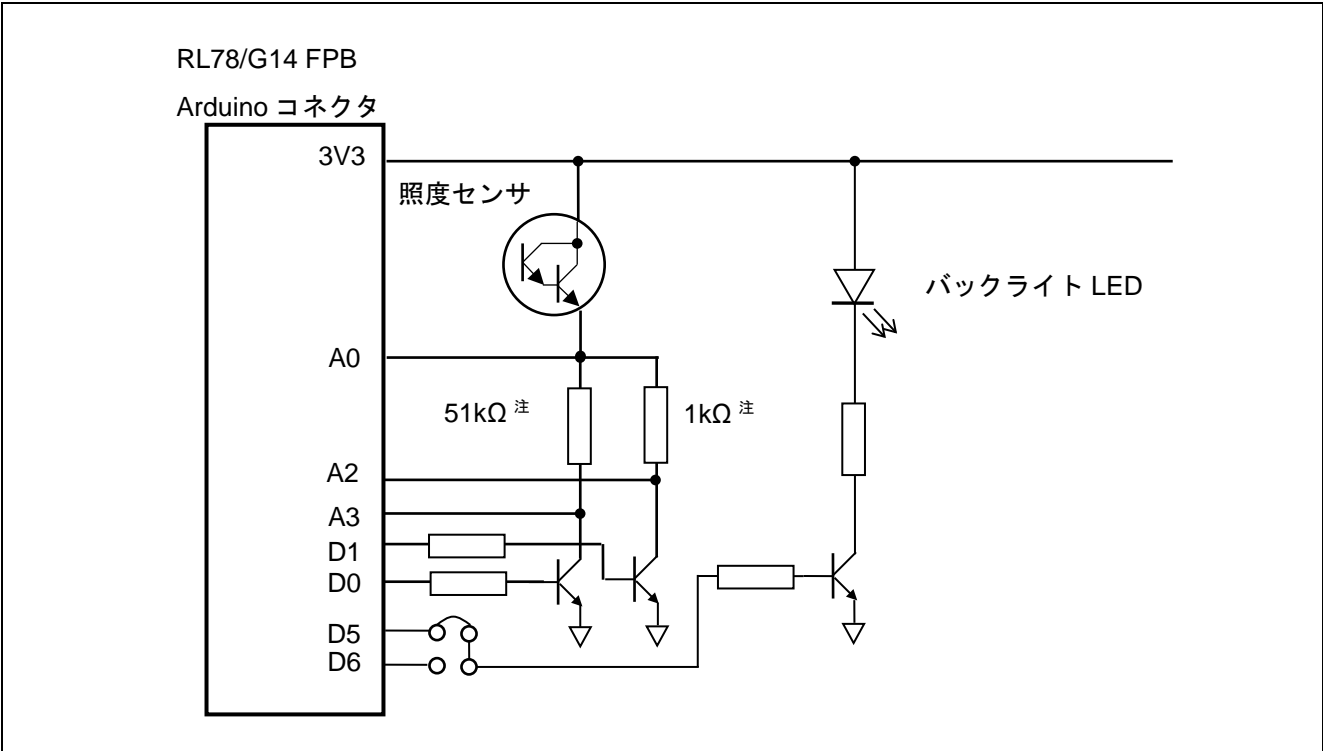 RL78/G14 FPB
Arduino コネクタ
3V3
照度センサ
バックライト LED
A0
51kΩ 注
1kΩ 注
A2
A3
D1
D0
D5
D6